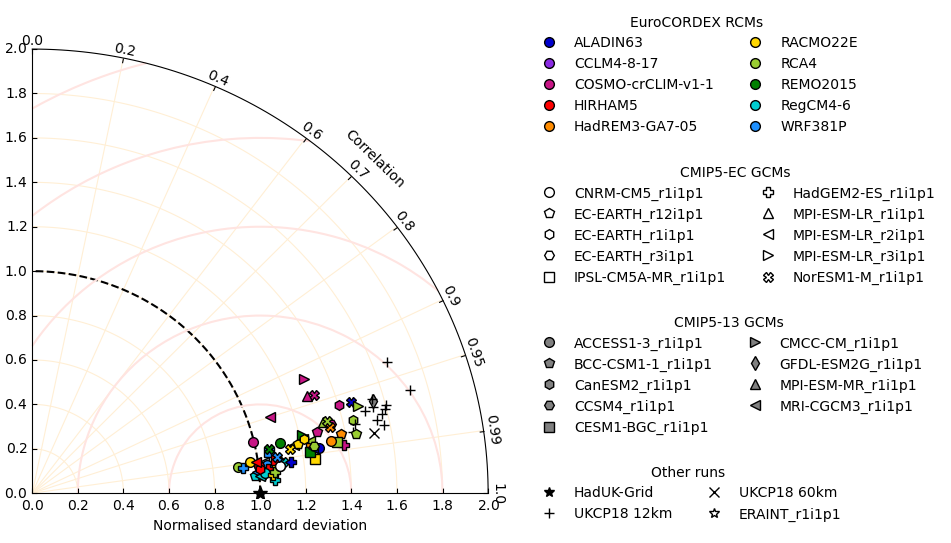 0.0
0.2
0.4
0.6
0.7
0.8
0.9
0.95
0.99
1.0
Correlation
2.0
1.8
1.6
1.4
1.2
1.0
0.8
0.6
0.4
0.2
0.0
0.0 0.2 0.4 0.6 0.8 1.0 1.2 1.4 1.6 1.8 2.0
Normalised standard deviation
EuroCORDEX RCMs
ALADIN63 RACMO22E
CCLM4-8-17 RCA4
COSMO-crCLIM-v1-1 REMO2015
HIRHAM5 RegCM4-6
HadREM3-GA7-05 WRF381P
CMIP5-EC GCMs
CNRM-CM5_r1i1p1 HadGEM2-ES_r1i1p1
EC-EARTH_r12i1p1 MPI-ESM-LR_r1i1p1
EC-EARTH_r1i1p1 MPI-ESM-LR_r2i1p1
EC-EARTH_r3i1p1 MPI-ESM-LR_r3i1p1
IPSL-CM5A-MR_r1i1p1 NorESM1-M_r1i1p1
CMIP5-13 GCMs
ACCESS1-3_r1i1p1 CMCC-CM_r1i1p1
BCC-CSM1-1_r1i1p1 GFDL-ESM2G_r1i1p1
CanESM2_r1i1p1 MPI-ESM-MR_r1i1p1
CCSM4_r1i1p1 MRI-CGCM3_r1i1p1
CESM1-BGC_r1i1p1
Other runs
HadUK-Grid UKCP18 60km
UKCP18 12km ERAINT_r1i1p1